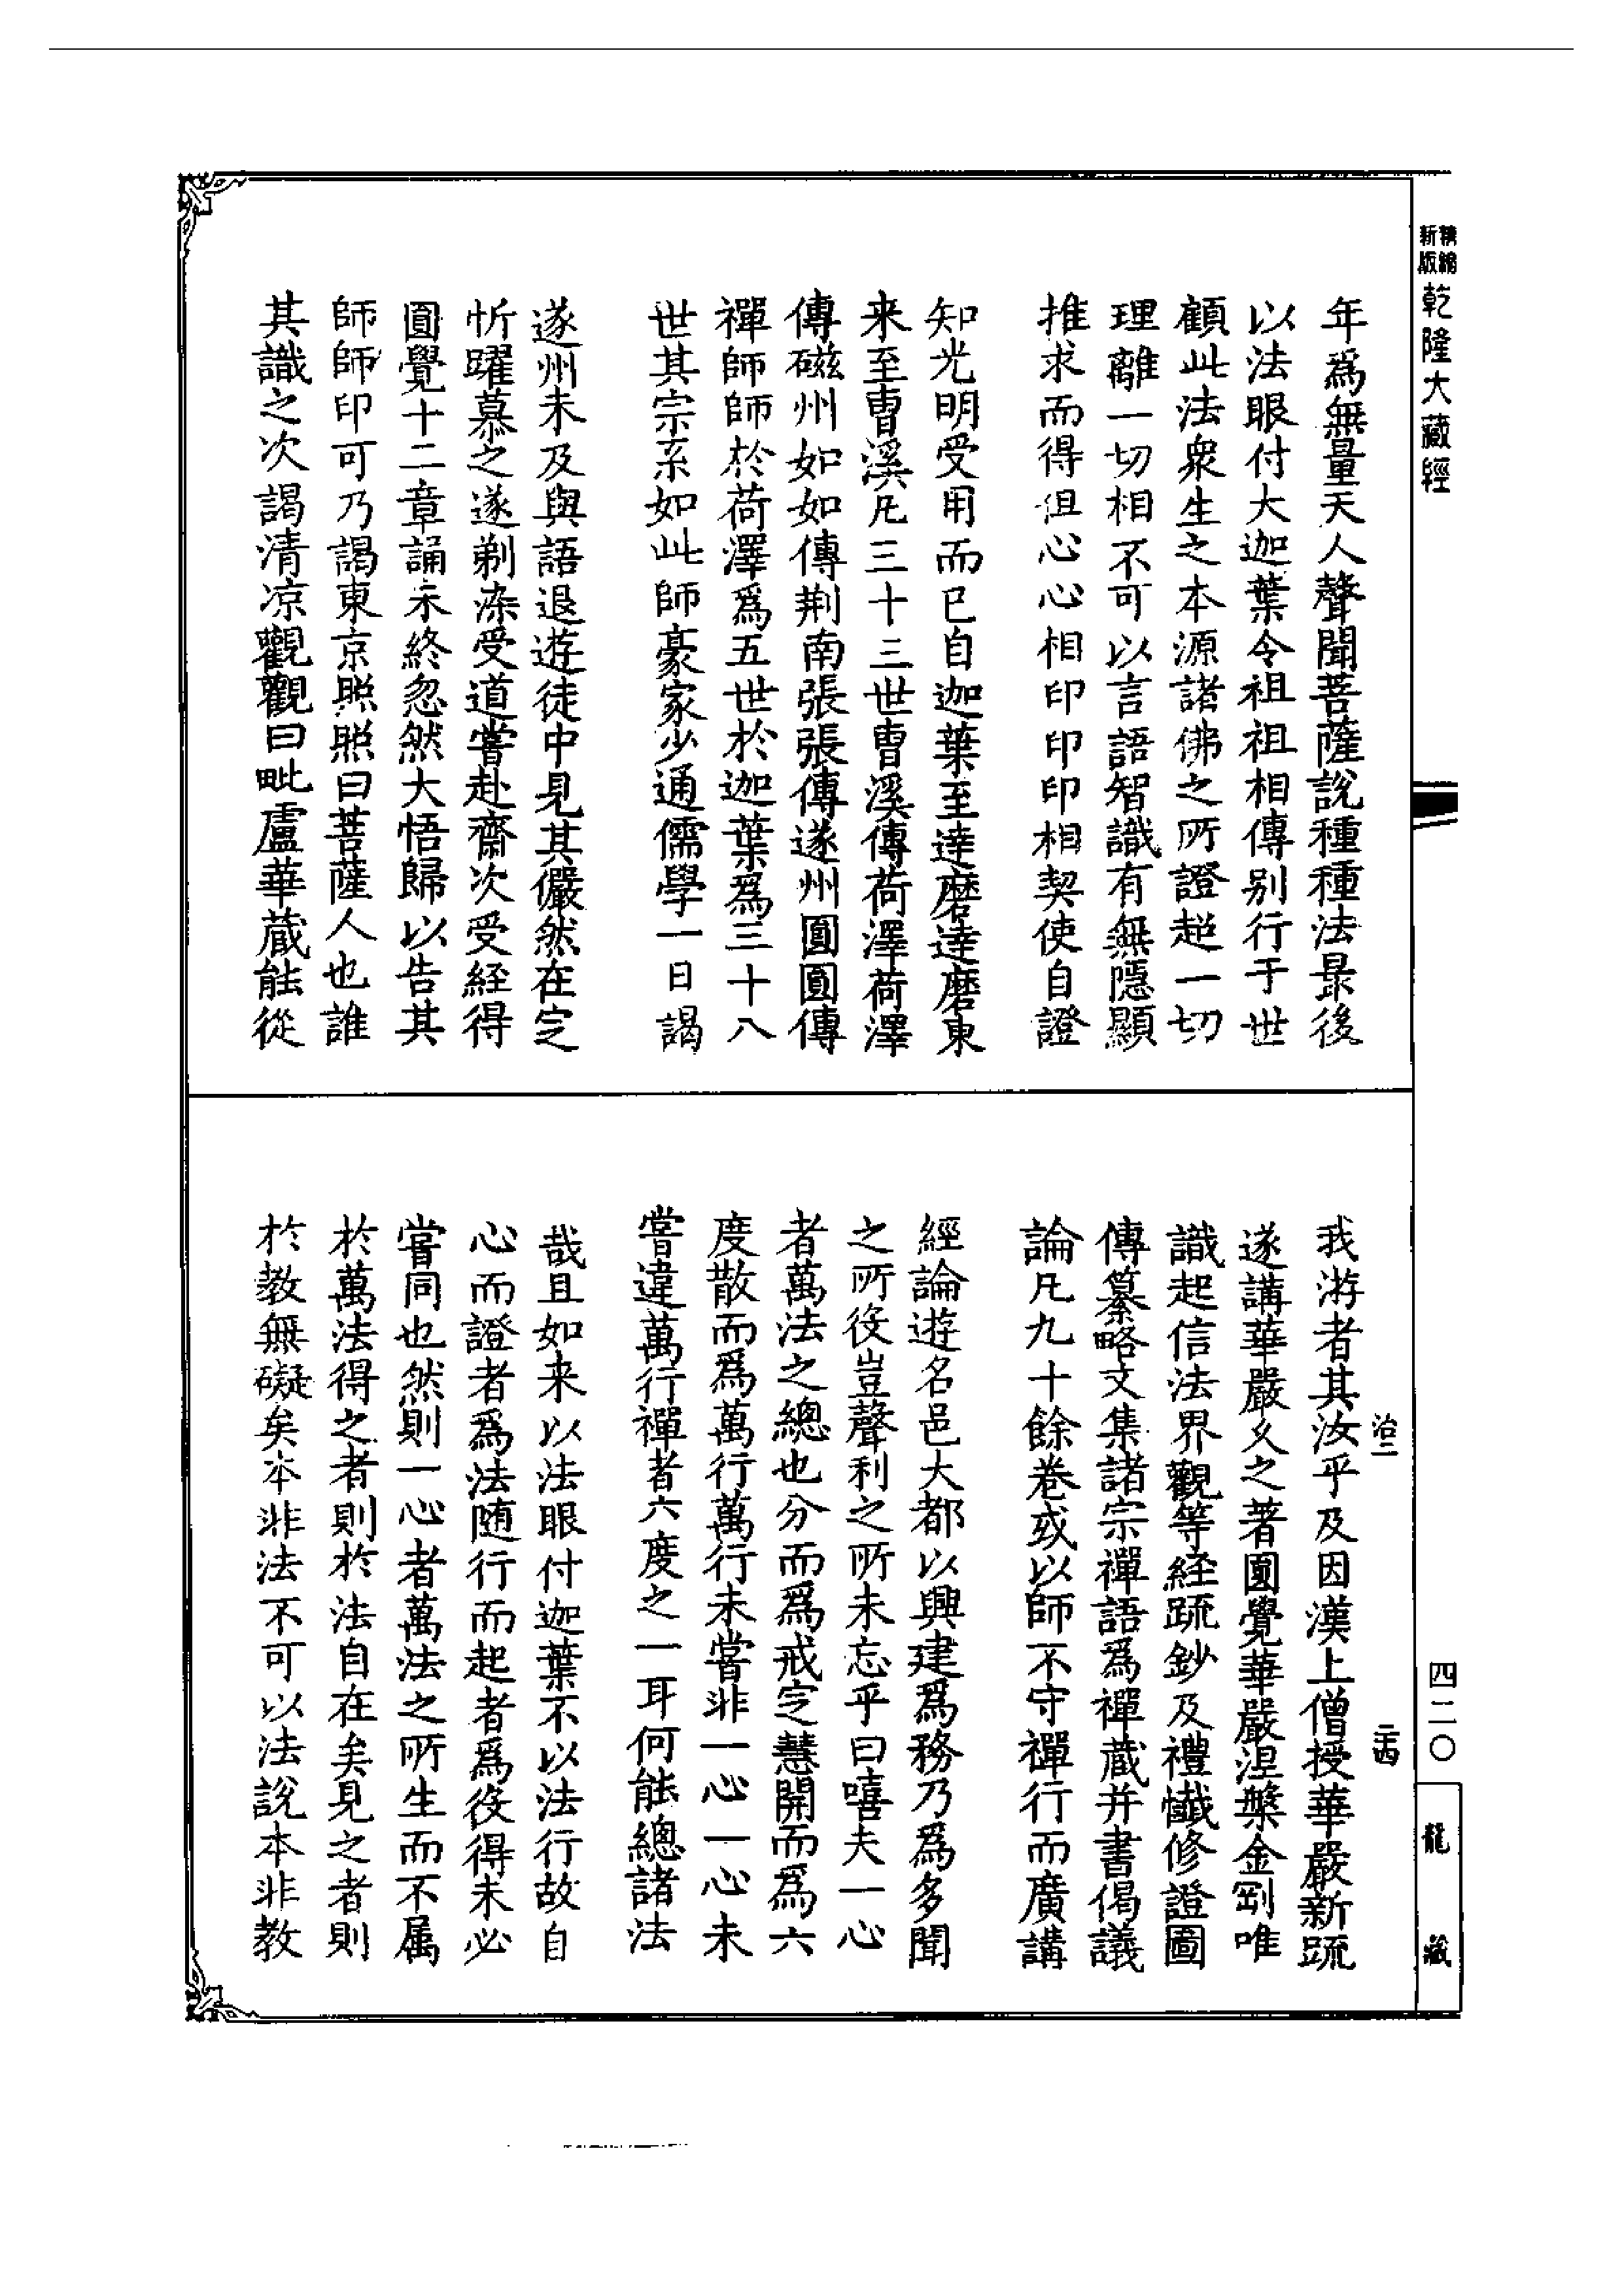 新版
精緻
乾隆大藏經
年爲無量天人聲聞菩薩說種種法最後
以法眼付大迦葉令祖祖相傳别行于世
顧此法衆生之本源諸佛之所證超一切
理離一切相不可以言語智識有無隱顯
推求而得但心心相印印印相契使自證
知光明受用而已自迦葉至達磨達磨東
来至曹溪凡三十三世曹溪傳荷澤荷澤
傳磁州如如傳荆南張張傳遂州圓圓傳
禪師師於荷澤爲五世於迦葉爲三十八
世其宗系如此師豪家少通儒學一日謁
遂州未及與語退遊徒中見其儼然在定
忻躍慕之遂剃染受道嘗赴齋次受経得
圓覺十二章誦未終忽然大悟歸以告其
師師印可乃謁東京照照曰菩薩人也誰
其識之次謁清凉觀觀曰毗盧華蔵能從
我游者其汝乎及因漢上僧授華嚴新疏
遂講華嚴久之著圓覺華嚴涅槃金剛唯
識起信法界觀等経疏鈔及禮懺修證圖
傳纂略文集諸宗禪語爲禪蔵并書偈議
論凡九十餘卷或以師不守禪行而廣講
經論遊名邑大都以興建爲務乃爲多聞
之所役豈聲利之所未忘乎曰嘻夫一心
者萬法之總也分而爲戒定慧開而爲六
度散而爲萬行萬行未嘗非一心一心未
嘗違萬行禪者六度之一耳何能總諸法
哉且如来以法眼付迦葉不以法行故自
心而證者爲法随行而起者爲役得未必
嘗同也然則一心者萬法之所生而不属
於萬法得之者則於法自在矣見之者則
於教無礙矣本非法不可以法說本非教
治二
二十四
四二〇
龍藏